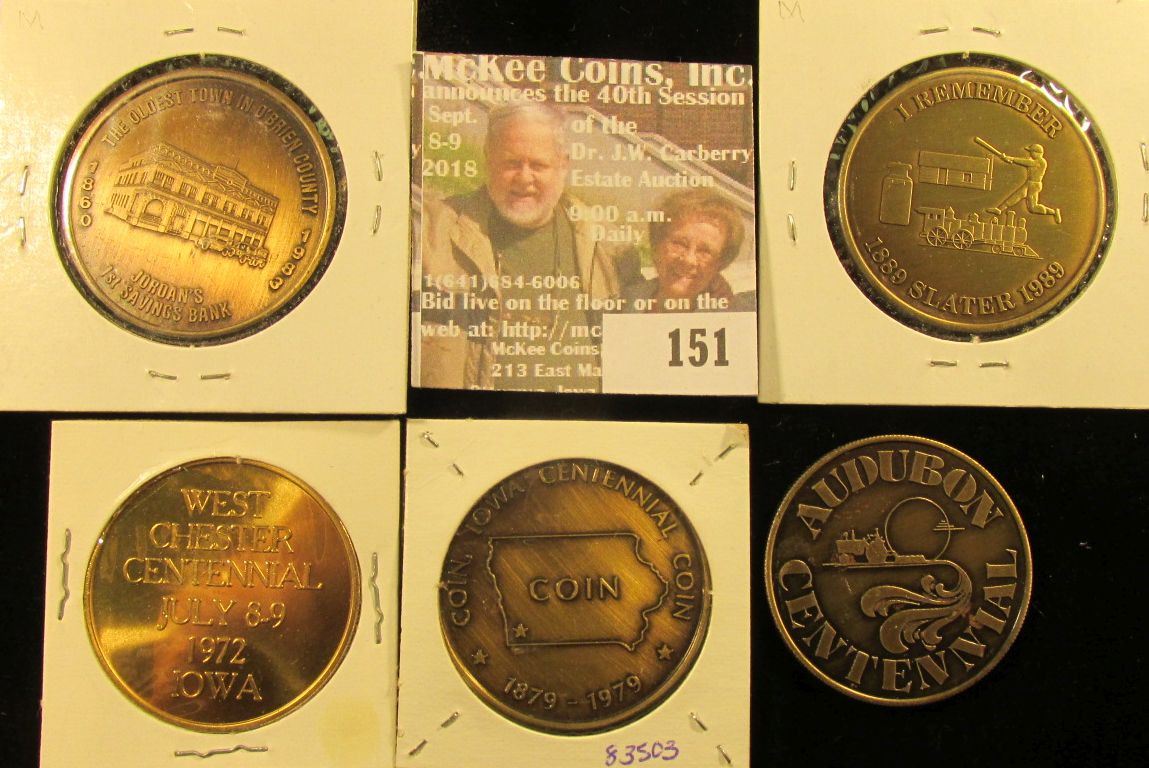 M
THE OLDEST TOWN IN O'BRIEN COUNTY
1860
1983
JORDAN'S
1st SAVINGS BANK
McKee Coins, Inc.
announces the 40th Session
Sept. of the
8-9 Dr. J.W. Carberry
2018 Estate Auction
9:00 a.m.
Daily
1(641)684-6006
Bid live on the floor or on the
web at: http://mc
McKee Coins
213 East Ma
151
M
I REMEMBER
1889 SLATER 1989
WEST
CHESTER
CENTENNIAL
JULY 8-9
1972
IOWA
COIN, IOWA CENTENNIAL COIN
COIN
1879-1979
83503
AUDUBON
CENTENNIAL